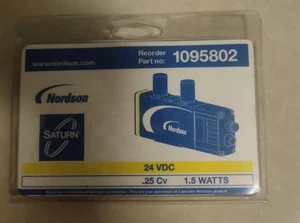 www.nordson.com
Reorder
Part no: 1095802
Nordson
SATURN
Nordson
24 VDC
.25 Cv 1.5 WATTS